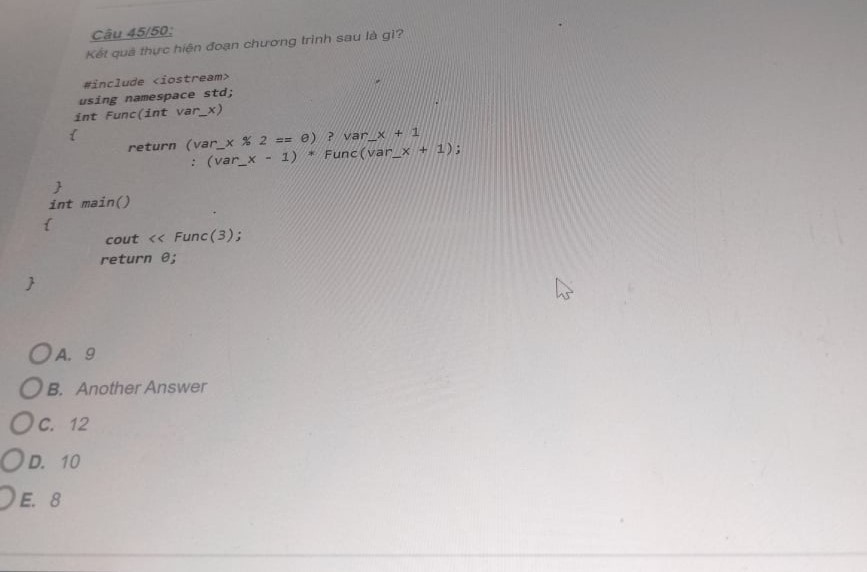 Câu 45/50:
Kết quả thực hiện đoạn chương trình sau là gì?
#include <iostream>
using namespace std;
int Func(int var_x)
{
return (var_x % 2 == 0) ? var_x + 1
: (var_x - 1) * Func(var_x + 1);
}
int main()
{
cout << Func(3);
return 0;
}
A. 9
B. Another Answer
C. 12
D. 10
E. 8